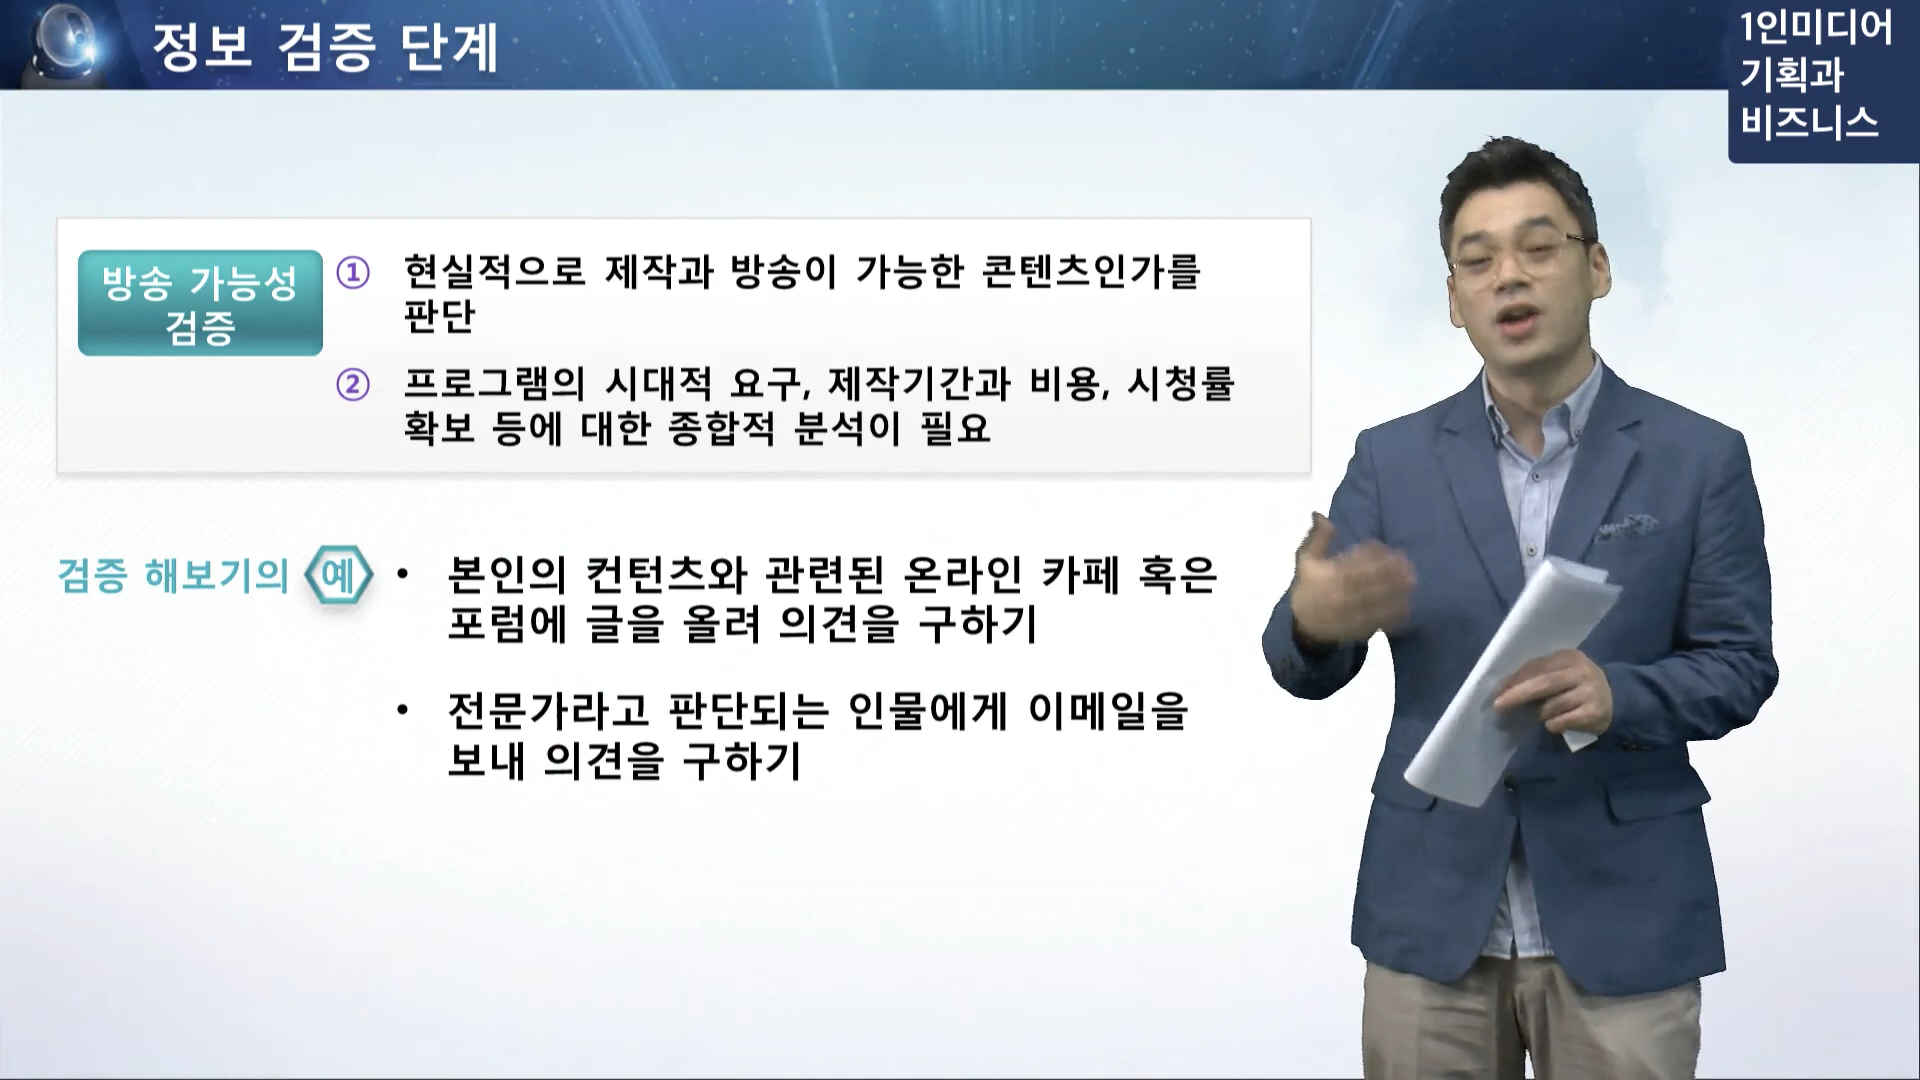 정보 검증 단계
1인미디어
기획과
비즈니스
방송 가능성
검증
① 현실적으로 제작과 방송이 가능한 콘텐츠인가를
판단
② 프로그램의 시대적 요구, 제작기간과 비용, 시청률
확보 등에 대한 종합적 분석이 필요
검증 해보기의 예
• 본인의 컨턴츠와 관련된 온라인 카페 혹은
포럼에 글을 올려 의견을 구하기
• 전문가라고 판단되는 인물에게 이메일을
보내 의견을 구하기